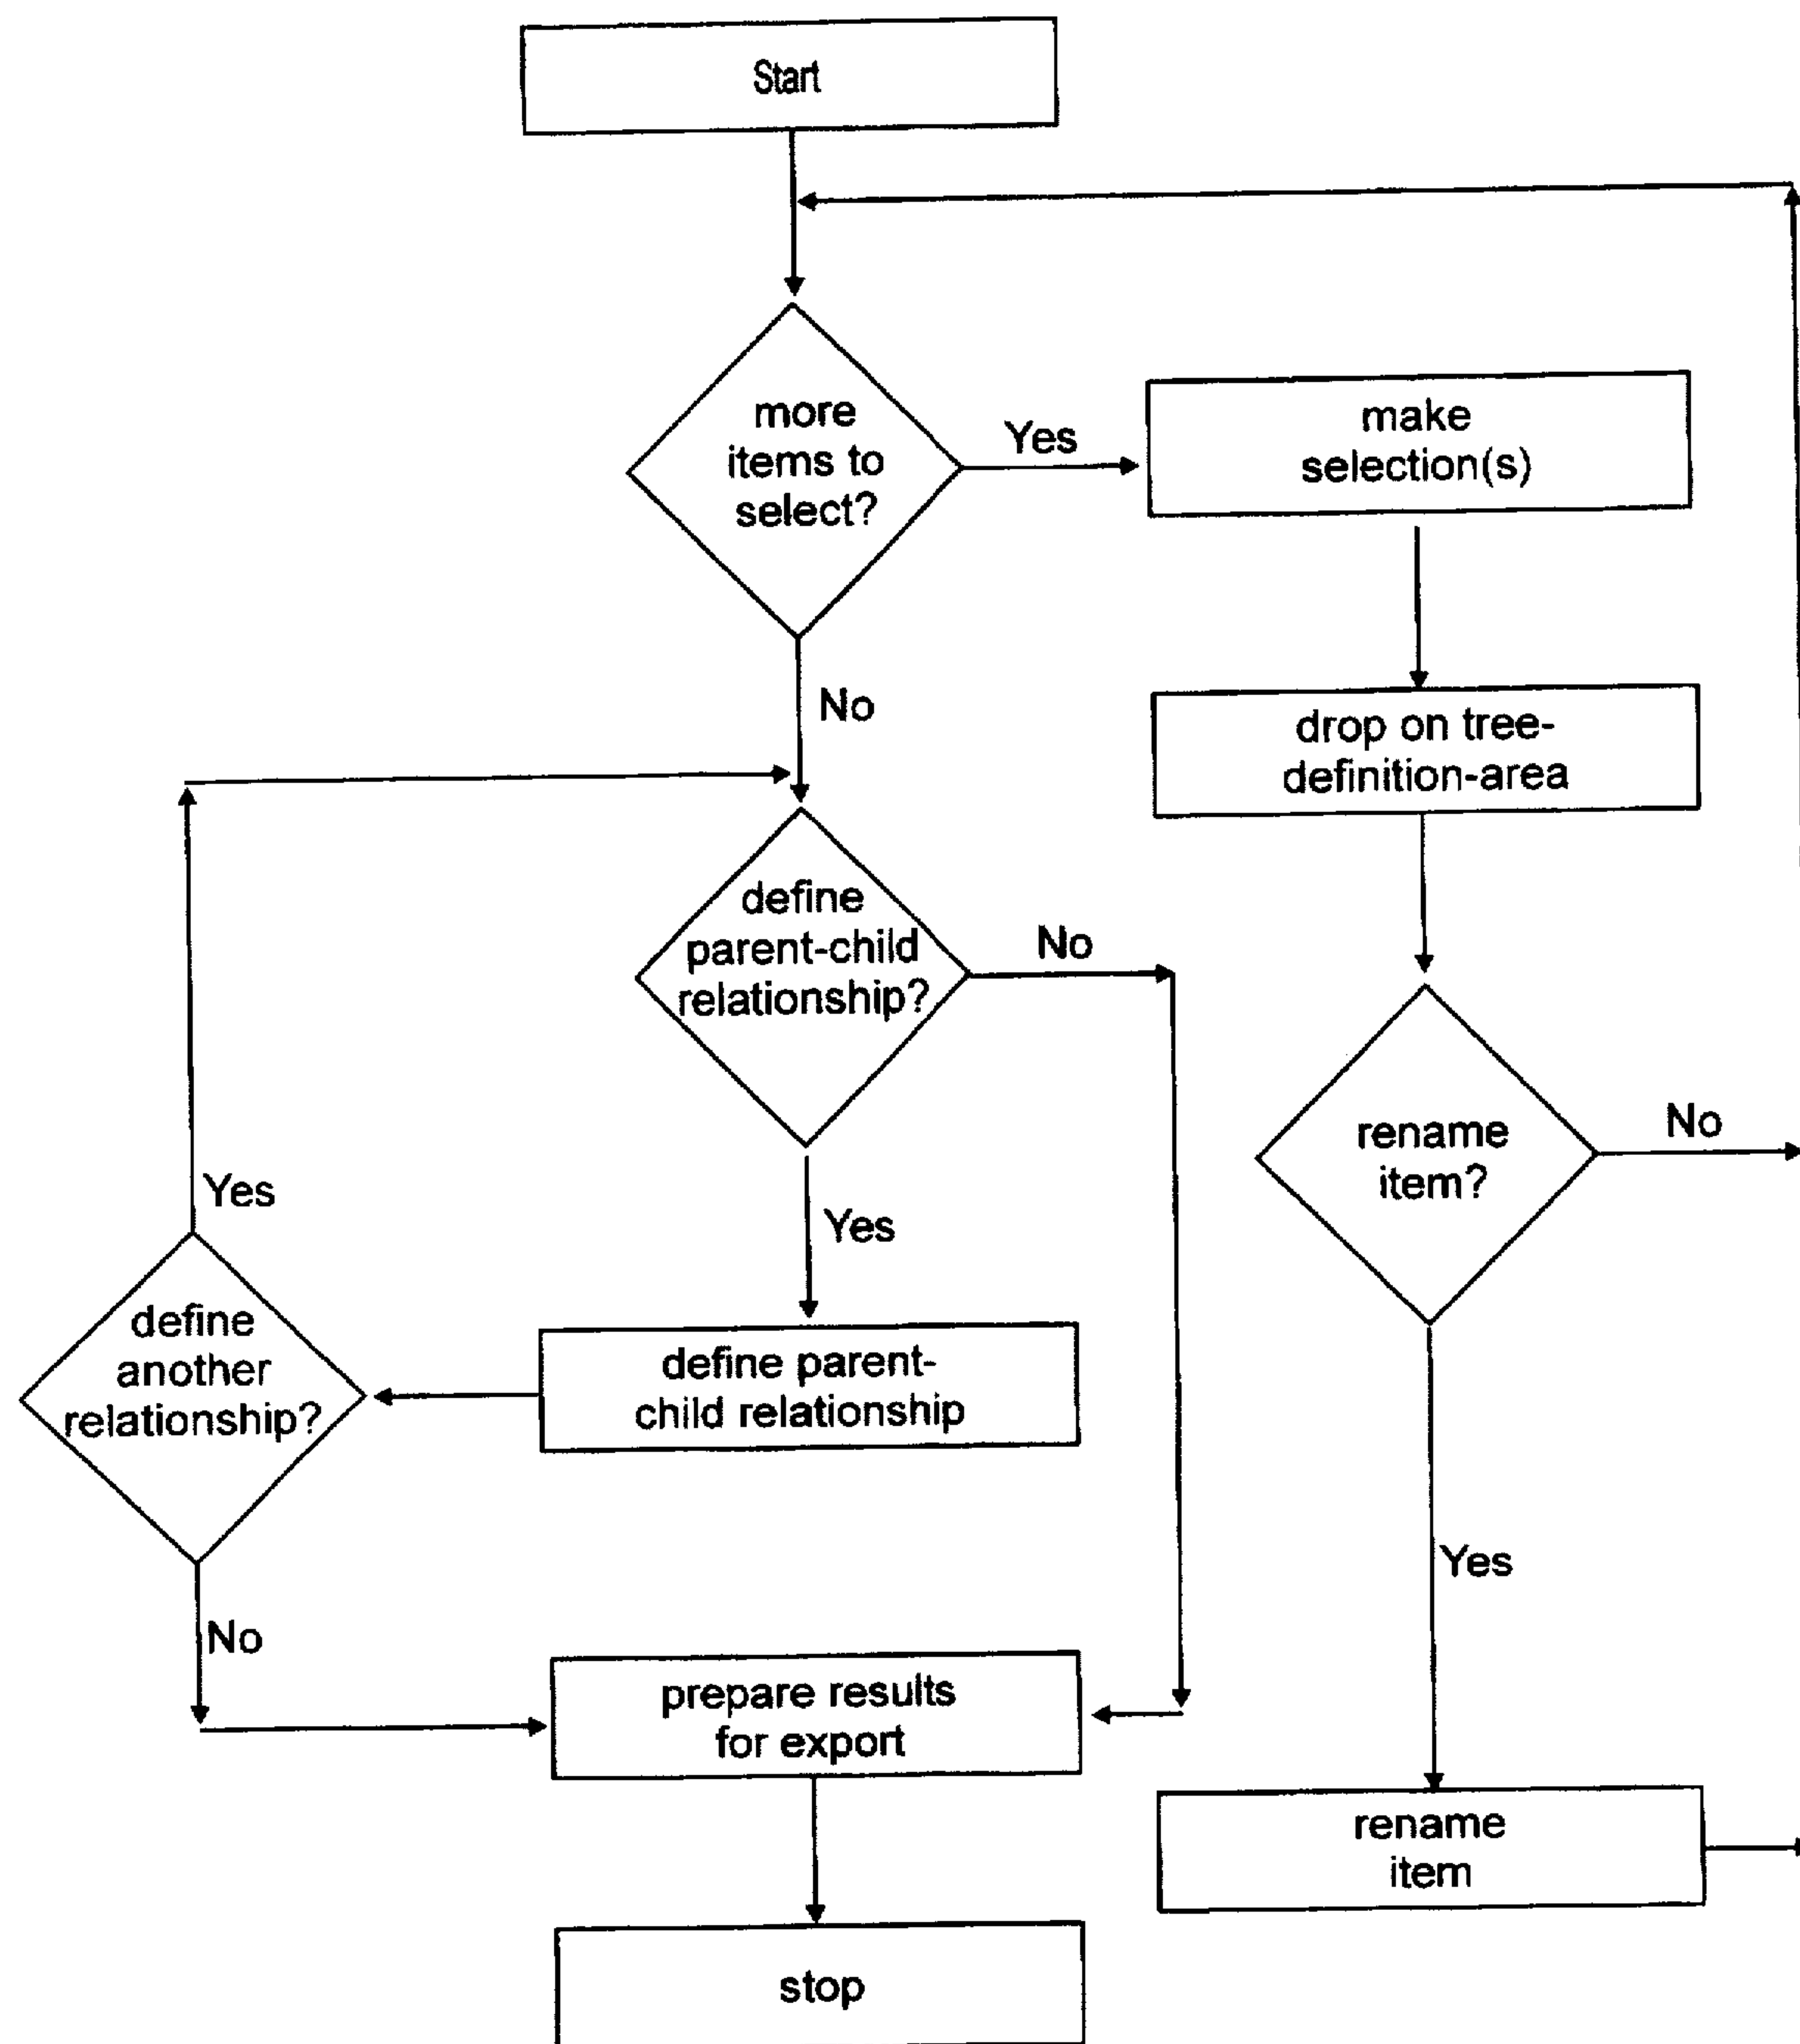 Start
more
items to
select?
Yes
make
selection(s)
No
drop on tree-
definition-area
define
parent-child
relationship?
No
rename
item?
No
Yes
Yes
define
another
relationship?
define parent-
child relationship
Yes
No
prepare results
for export
rename
item
stop